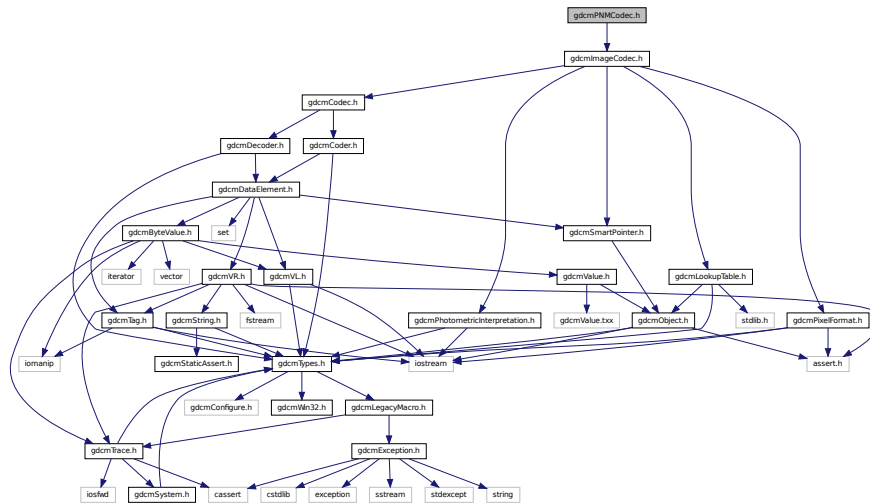 gdcmPNMCodec.h
gdcmImageCodec.h
gdcmCodec.h
gdcmDecoder.h
gdcmCoder.h
gdcmDataElement.h
gdcmByteValue.h
set
gdcmSmartPointer.h
iterator
vector
gdcmVR.h
gdcmVL.h
gdcmValue.h
gdcmLookupTable.h
gdcmTag.h
gdcmString.h
fstream
gdcmPhotometricInterpretation.h
gdcmValue.txx
gdcmObject.h
stdlib.h
gdcmPixelFormat.h
iomanip
gdcmStaticAssert.h
gdcmTypes.h
iostream
assert.h
gdcmConfigure.h
gdcmWin32.h
gdcmLegacyMacro.h
gdcmTrace.h
gdcmException.h
iosfwd
gdcmSystem.h
cassert
cstdlib
exception
sstream
stdexcept
string